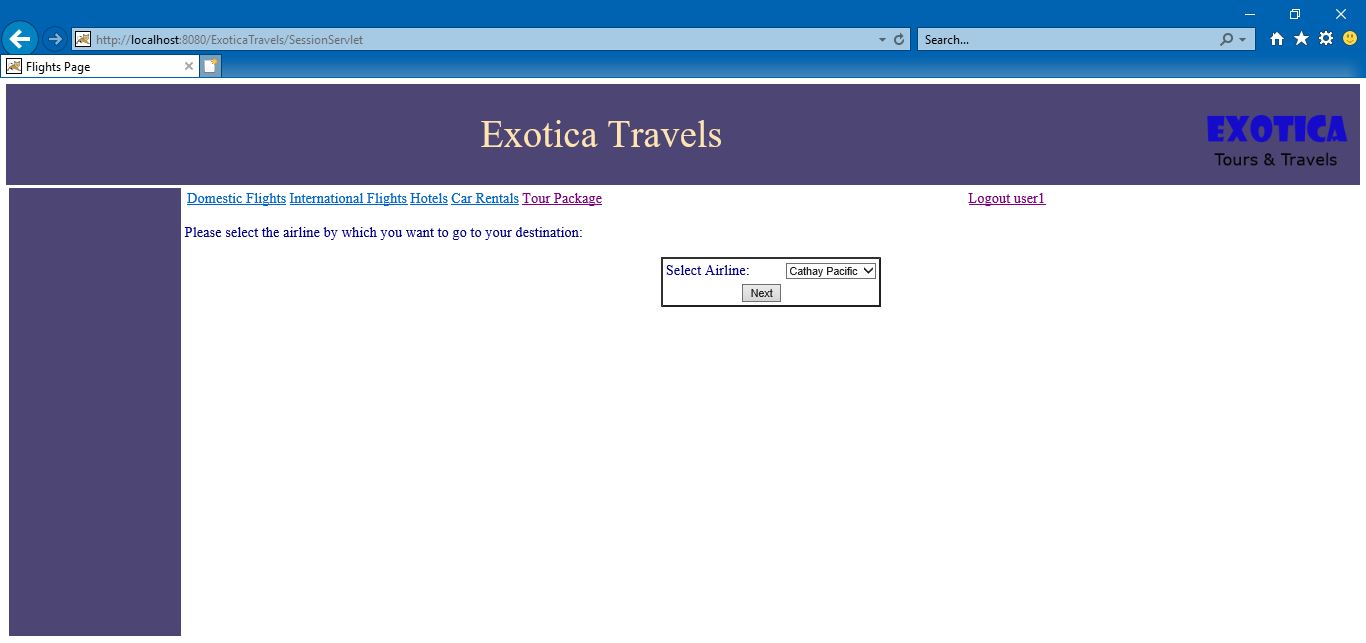 http://localhost:8080/ExoticaTravels/SessionServlet
Search...
Flights Page
Exotica Travels
EXOTICA
Tours & Travels
Domestic Flights International Flights Hotels Car Rentals Tour Package
Logout user1
Please select the airline by which you want to go to your destination:
Select Airline: Cathay Pacific
Next